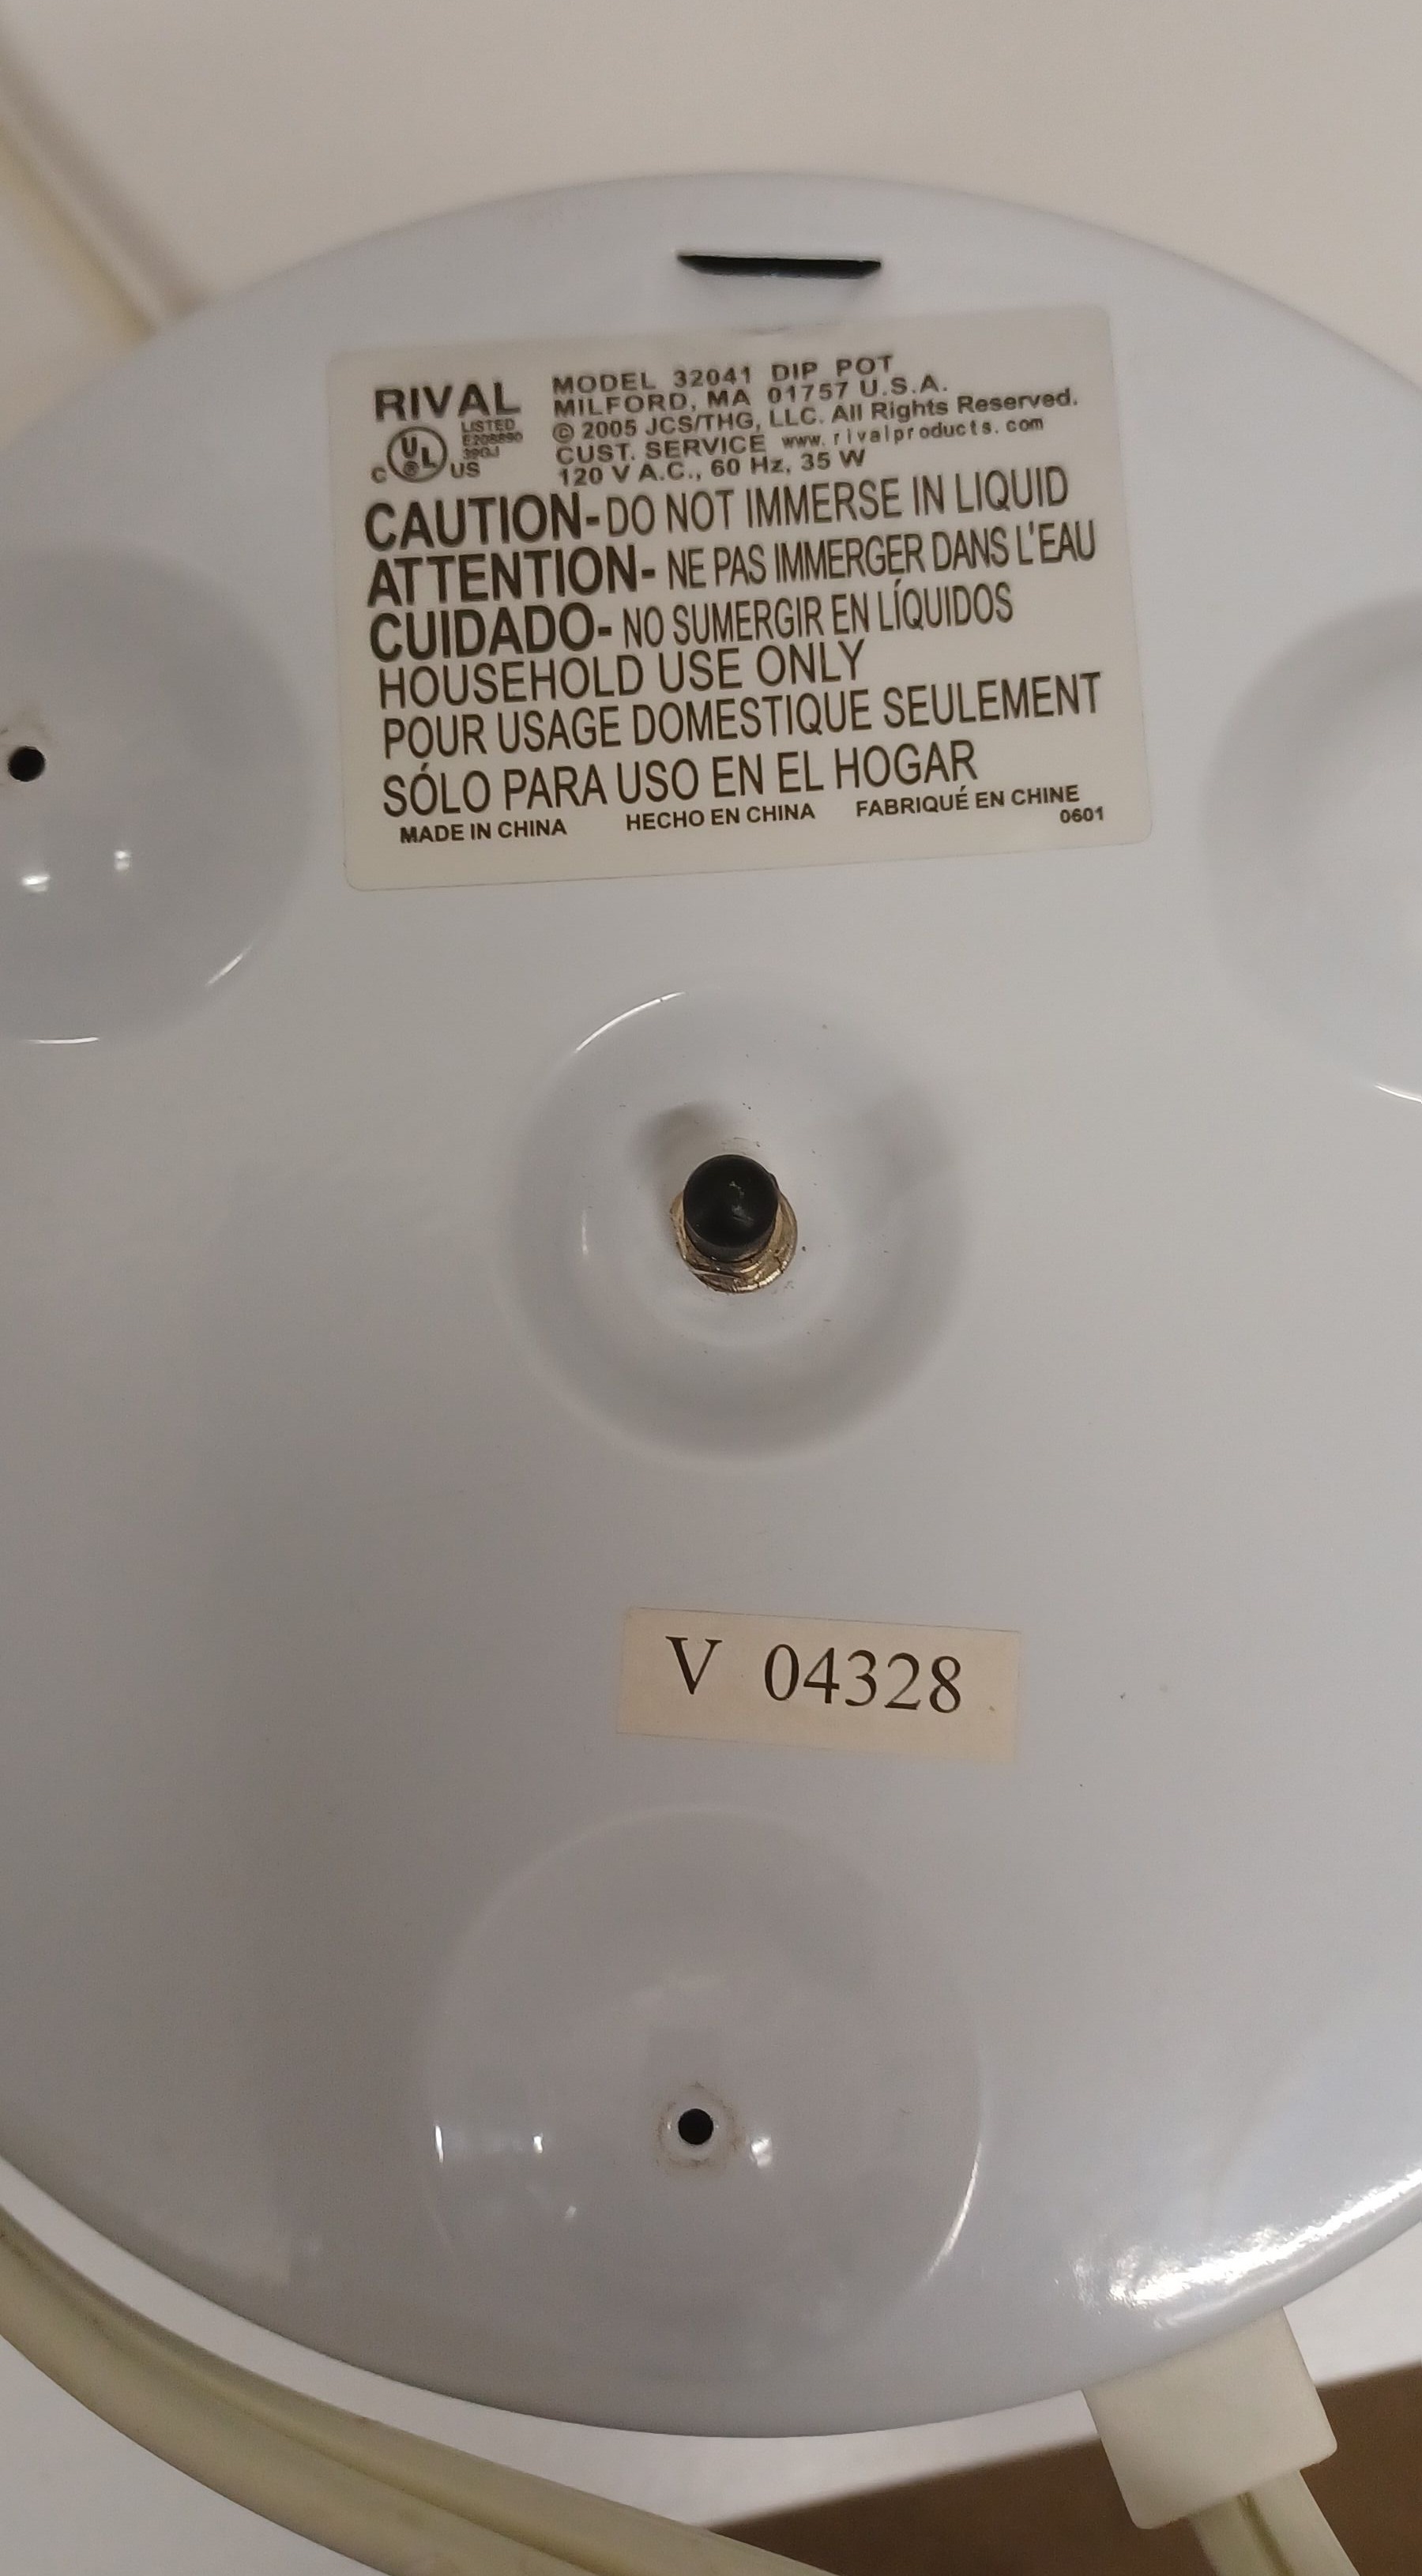 RIVAL
C UL ® US
LISTED
E208890
39GJ
MODEL 32041 DIP POT
MILFORD, MA 01757 U.S.A.
© 2005 JCS/THG, LLC. All Rights Reserved.
CUST. SERVICE www.rivalproducts.com
120 V A.C., 60 Hz, 35 W
CAUTION-DO NOT IMMERSE IN LIQUID
ATTENTION- NE PAS IMMERGER DANS L'EAU
CUIDADO- NO SUMERGIR EN LÍQUIDOS
HOUSEHOLD USE ONLY
POUR USAGE DOMESTIQUE SEULEMENT
SÓLO PARA USO EN EL HOGAR
MADE IN CHINA HECHO EN CHINA FABRIQUÉ EN CHINE
0601
V 04328